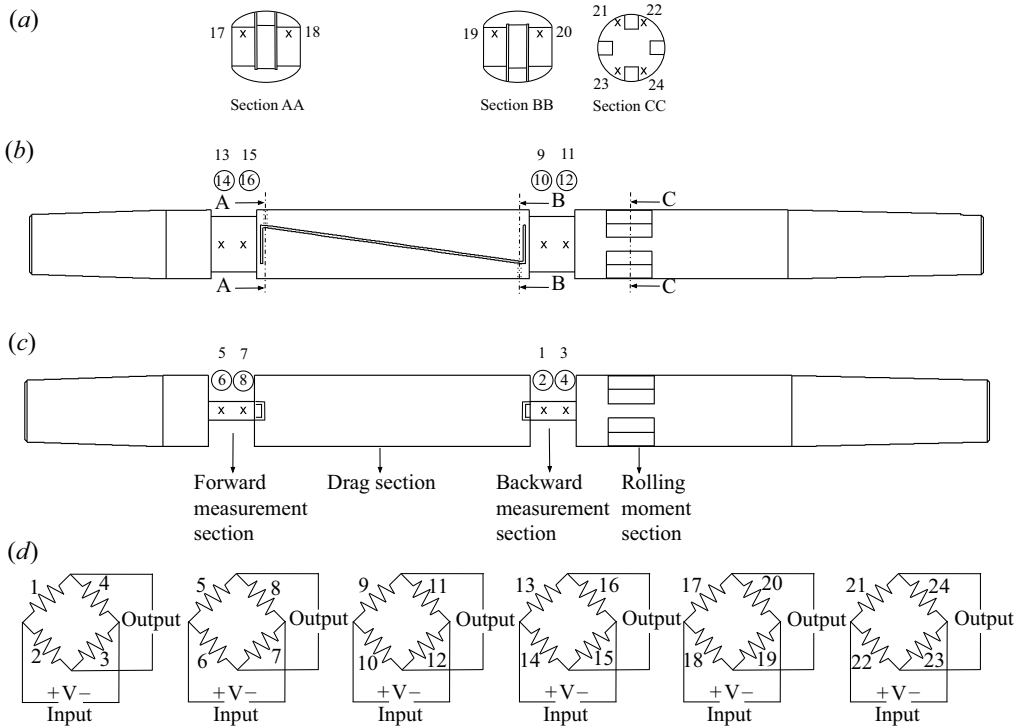 (a)
17 x x 18
Section AA
19 x x 20
Section BB
21 22
x x
x x
23 24
Section CC
(b)
13 15 9 11
14 16 10 12
A B C
x x x x
A B C
(c)
5 7 1 3
6 8 2 4
x x x x
Forward
measurement
section
Drag section
Backward
measurement
section
Rolling
moment
section
(d)
1 4
2 3
Output
+V−
Input
5 8
6 7
Output
+V−
Input
9 11
10 12
Output
+V−
Input
13 16
14 15
Output
+V−
Input
17 20
18 19
Output
+V−
Input
21 24
22 23
Output
+V−
Input